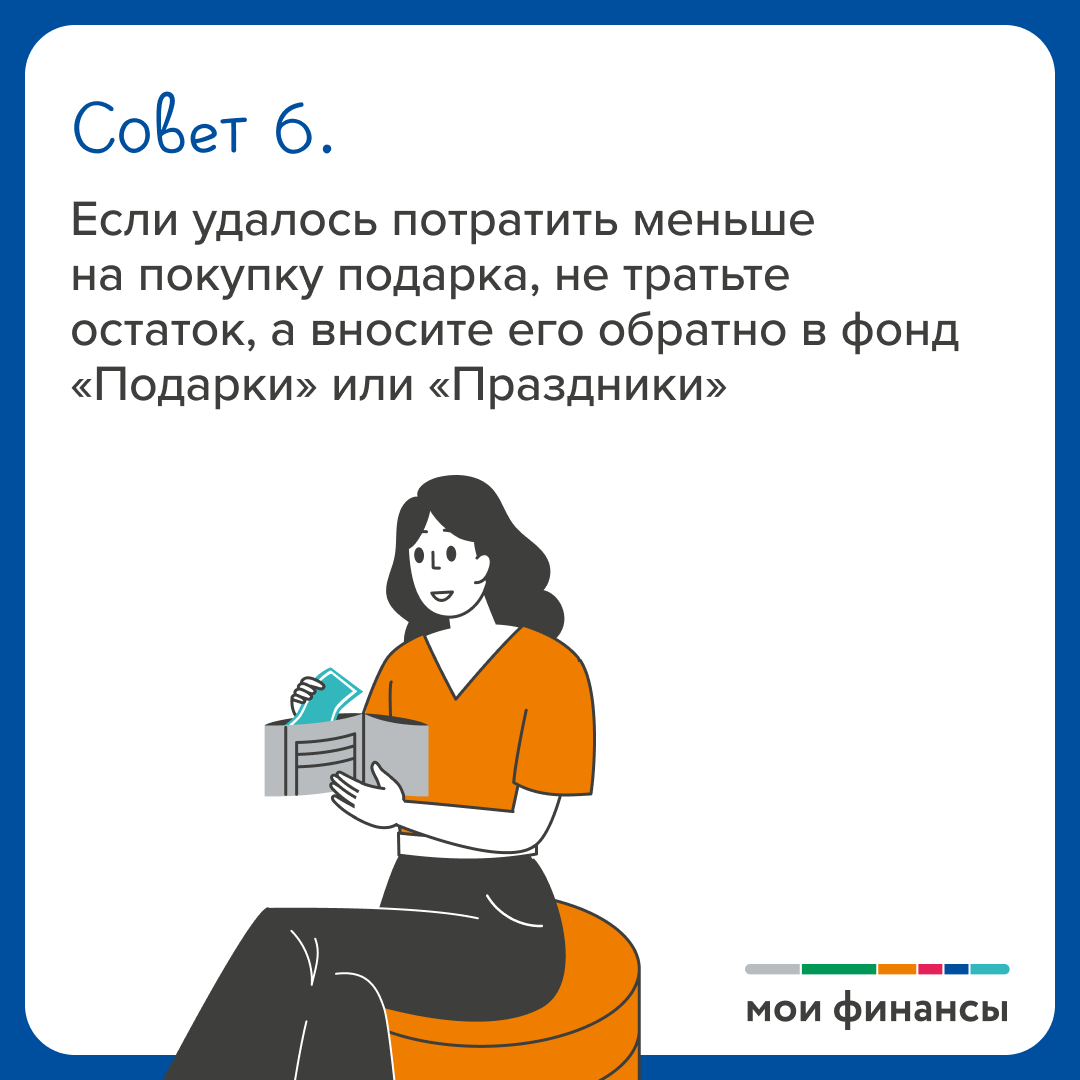 Совет 6.
Если удалось потратить меньше
на покупку подарка, не тратьте
остаток, а вносите его обратно в фонд
«Подарки» или «Праздники»
мои финансы